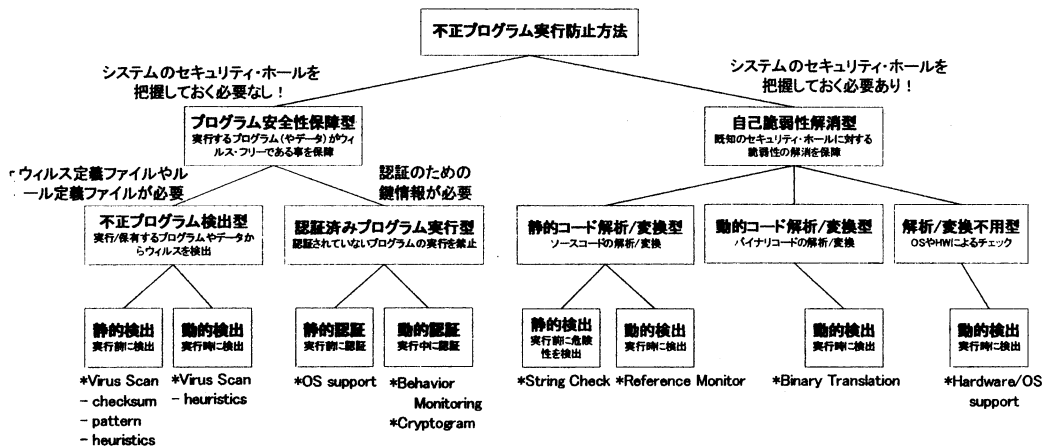 不正プログラム実行防止方法
システムのセキュリティ・ホールを
把握しておく必要なし！
システムのセキュリティ・ホールを
把握しておく必要あり！
プログラム安全性保障型
実行するプログラム(やデータ)がウィ
ルス・フリーである事を保障
自己脆弱性解消型
既知のセキュリティ・ホールに対する
脆弱性の解消を保障
ウィルス定義ファイルやル
ール定義ファイルが必要
認証のための
鍵情報が必要
不正プログラム検出型
実行/保有するプログラムやデータか
らウィルスを検出
認証済みプログラム実行型
認証されていないプログラムの実行を禁止
静的コード解析/変換型
ソースコードの解析/変換
動的コード解析/変換型
バイナリコードの解析/変換
解析/変換不用型
OSやHWによるチェック
静的検出
実行前に検出
動的検出
実行時に検出
静的認証
実行前に認証
動的認証
実行中に認証
静的検出
実行前に危険
性を検出
動的検出
実行時に検出
動的検出
実行時に検出
動的検出
実行時に検出
*Virus Scan
- checksum
- pattern
- heuristics
*Virus Scan
- heuristics
*OS support
*Behavior
Monitoring
*Cryptogram
*String Check
*Reference Monitor
*Binary Translation
*Hardware/OS
support